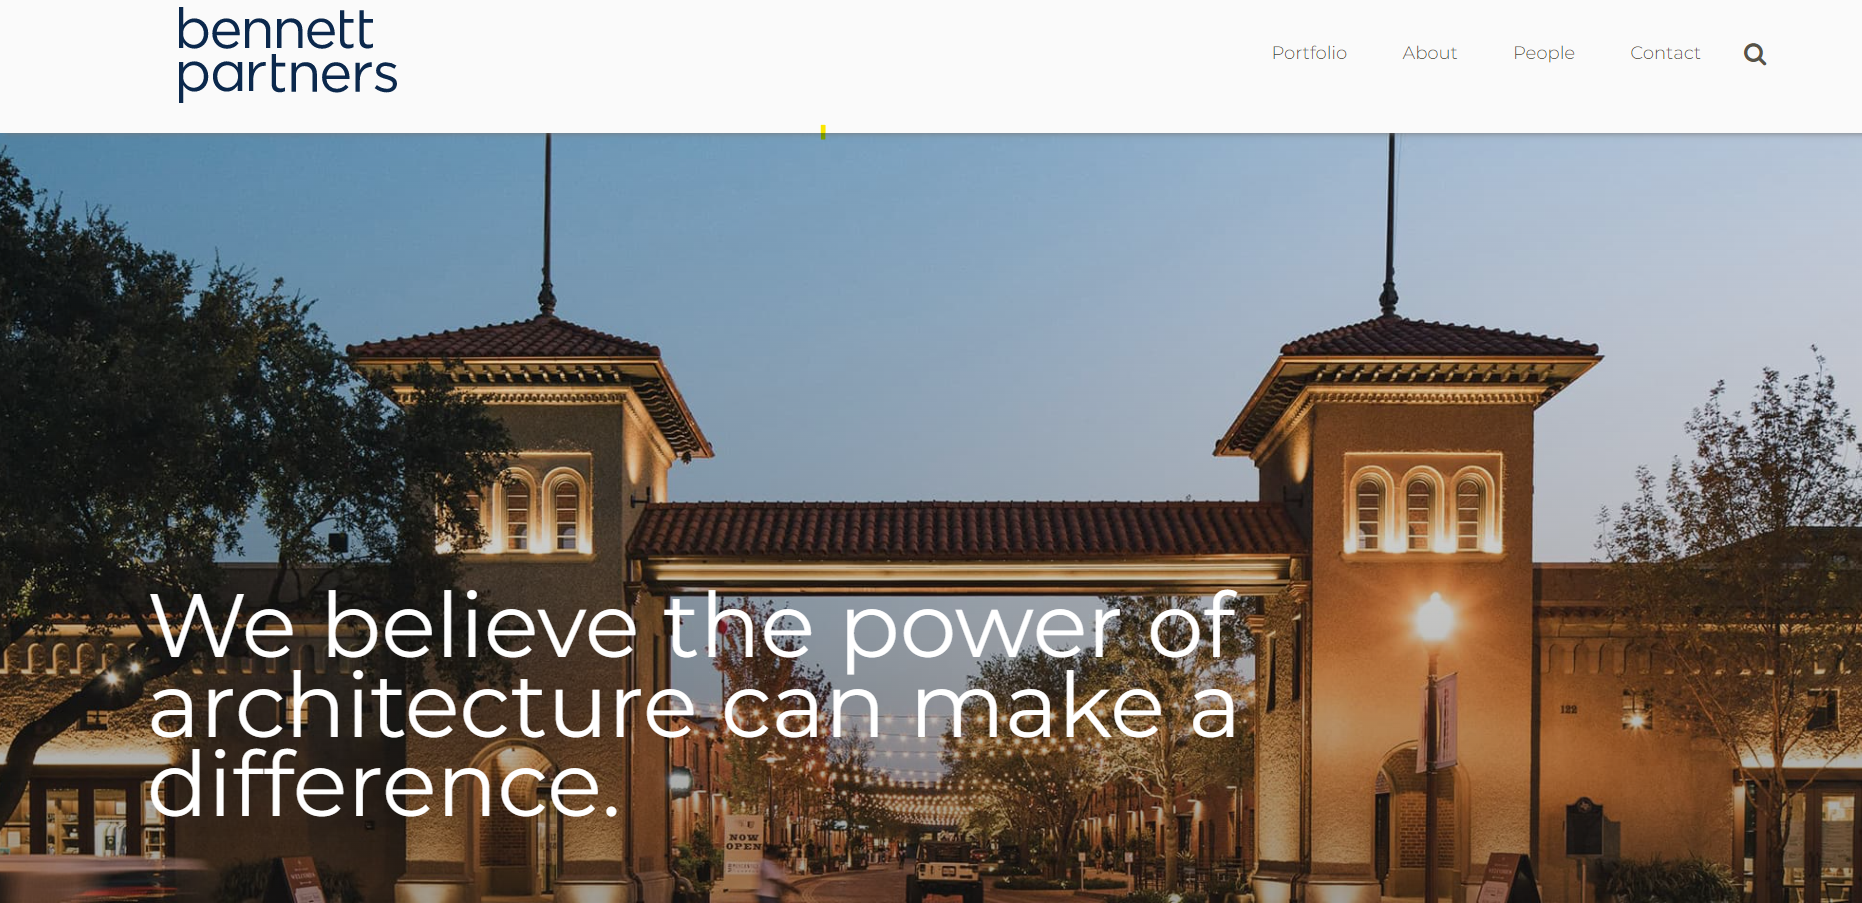 bennett
partners
Portfolio
About
People
Contact
We believe the power of
architecture can make a
difference.
122
NOW
OPEN